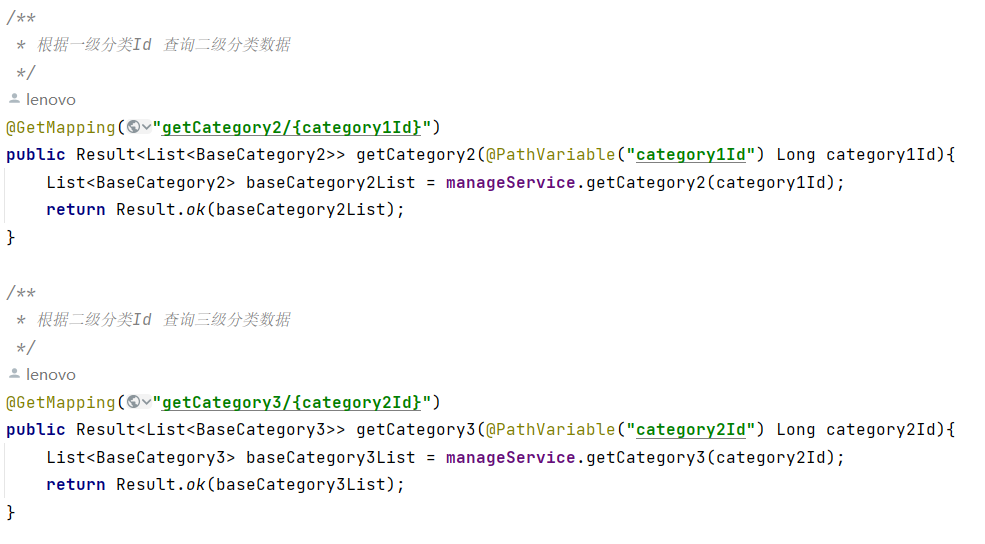 /**
 * 根据一级分类Id 查询二级分类数据
 */
lenovo
@GetMapping("getCategory2/{category1Id}")
public Result<List<BaseCategory2>> getCategory2(@PathVariable("category1Id") Long category1Id){
    List<BaseCategory2> baseCategory2List = manageService.getCategory2(category1Id);
    return Result.ok(baseCategory2List);
}
/**
 * 根据二级分类Id 查询三级分类数据
 */
lenovo
@GetMapping("getCategory3/{category2Id}")
public Result<List<BaseCategory3>> getCategory3(@PathVariable("category2Id") Long category2Id){
    List<BaseCategory3> baseCategory3List = manageService.getCategory3(category2Id);
    return Result.ok(baseCategory3List);
}